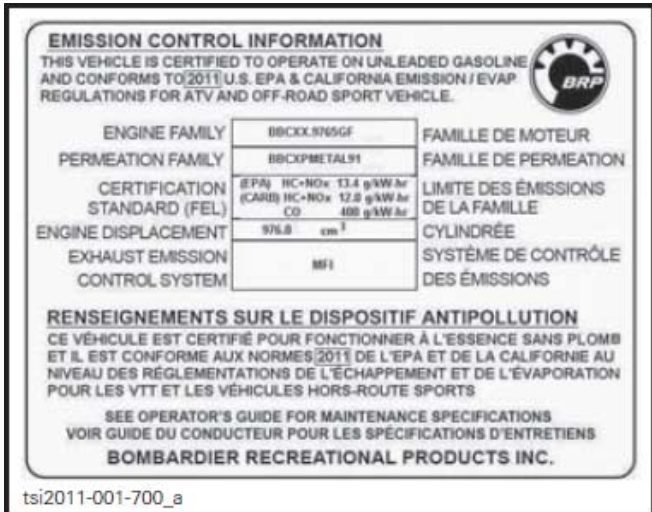 EMISSION CONTROL INFORMATION
THIS VEHICLE IS CERTIFIED TO OPERATE ON UNLEADED GASOLINE
AND CONFORMS TO 2011 U.S. EPA & CALIFORNIA EMISSION / EVAP
REGULATIONS FOR ATV AND OFF-ROAD SPORT VEHICLE.
BRP
ENGINE FAMILY BBCXX.9765GF FAMILLE DE MOTEUR
PERMEATION FAMILY BBCXPMETAL91 FAMILLE DE PERMEATION
CERTIFICATION (EPA) HC+NOx 13.4 g/kW-hr LIMITE DES ÉMISSIONS
STANDARD (FEL) (CARB) HC+NOx 12.0 g/kW-hr DE LA FAMILLE
CO 400 g/kW-hr
ENGINE DISPLACEMENT 976.0 cm³ CYLINDRÉE
EXHAUST EMISSION MFI SYSTÈME DE CONTRÔLE
CONTROL SYSTEM DES ÉMISSIONS
RENSEIGNEMENTS SUR LE DISPOSITIF ANTIPOLLUTION
CE VÉHICULE EST CERTIFIÉ POUR FONCTIONNER À L'ESSENCE SANS PLOMB
ET IL EST CONFORME AUX NORMES 2011 DE L'EPA ET DE LA CALIFORNIE AU
NIVEAU DES RÉGLEMENTATIONS DE L'ÉCHAPPEMENT ET DE L'ÉVAPORATION
POUR LES VTT ET LES VÉHICULES HORS-ROUTE SPORTS
SEE OPERATOR'S GUIDE FOR MAINTENANCE SPECIFICATIONS
VOIR GUIDE DU CONDUCTEUR POUR LES SPÉCIFICATIONS D'ENTRETIENS
BOMBARDIER RECREATIONAL PRODUCTS INC.
tsi2011-001-700_a